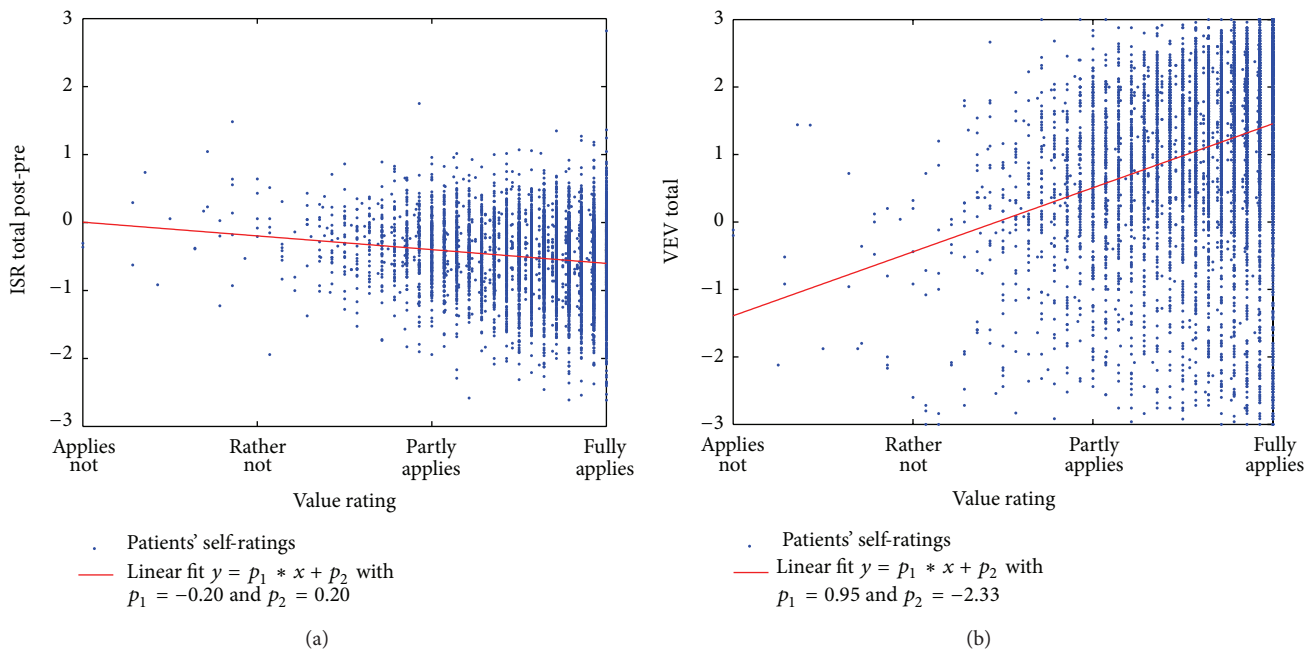 3
2
1
0
−1
−2
−3
ISR total post-pre
Applies not
Rather not
Partly applies
Fully applies
Value rating
Patients' self-ratings
Linear fit y = p1 ∗ x + p2 with
p1 = −0.20 and p2 = 0.20
(a)
3
2
1
0
−1
−2
−3
VEV total
Applies not
Rather not
Partly applies
Fully applies
Value rating
Patients' self-ratings
Linear fit y = p1 ∗ x + p2 with
p1 = 0.95 and p2 = −2.33
(b)